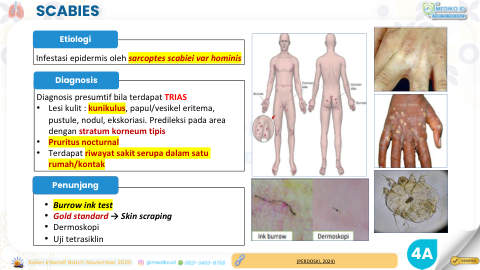 SCABIES
MEDIKO.ID
Etiologi
Infestasi epidermis oleh sarcoptes scabiei var hominis
Diagnosis
Diagnosis presumtif bila terdapat TRIAS
• Lesi kulit : kunikulus, papul/vesikel eritema,
pustule, nodul, ekskoriasi. Predileksi pada area
dengan stratum korneum tipis
• Pruritus nocturnal
• Terdapat riwayat sakit serupa dalam satu
rumah/kontak
Penunjang
• Burrow ink test
• Gold standard → Skin scraping
• Dermoskopi
• Uji tetrasiklin
Ink burrow
Dermoskopi
(PERDOSKI, 2024)
4A